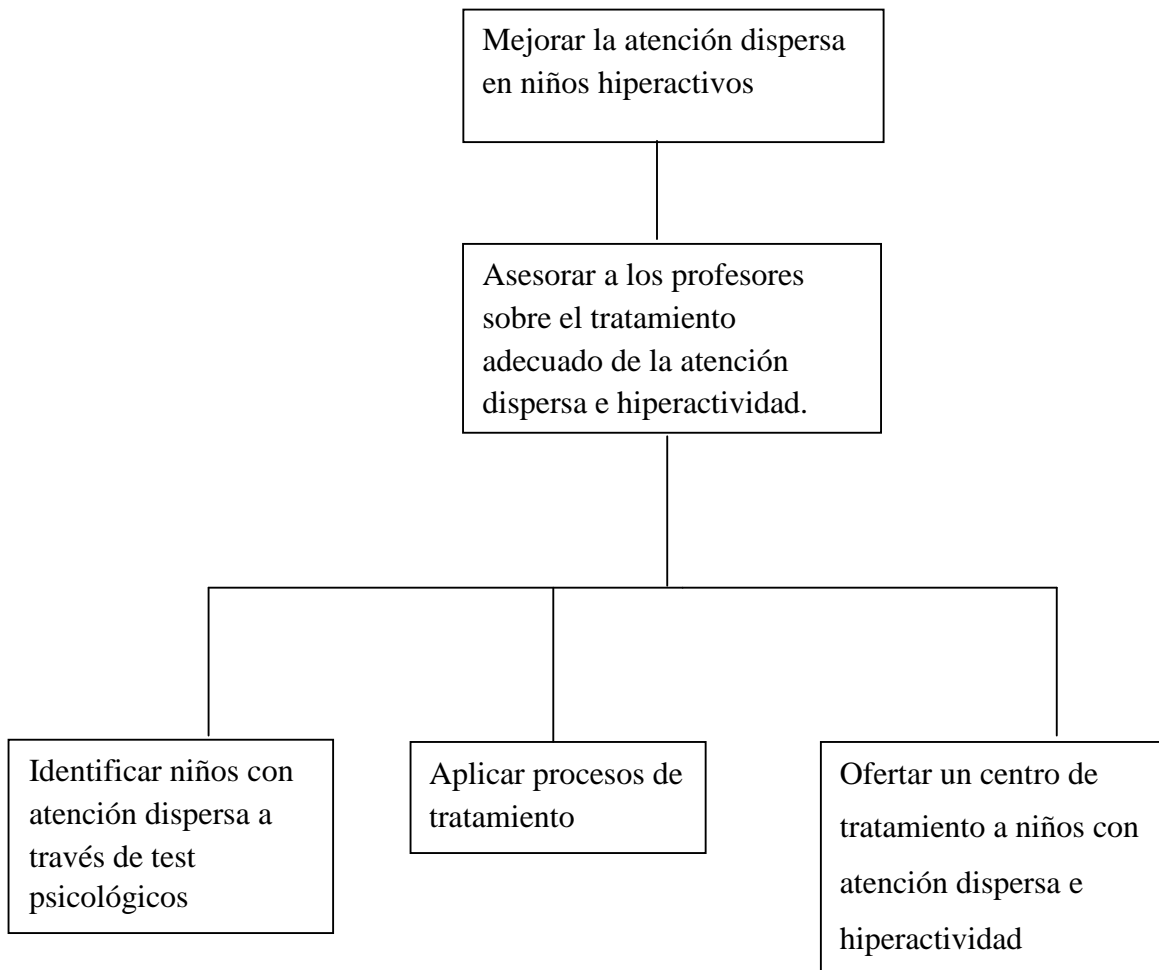 Mejorar la atención dispersa
en niños hiperactivos
Asesorar a los profesores
sobre el tratamiento
adecuado de la atención
dispersa e hiperactividad.
Identificar niños con
atención dispersa a
través de test
psicológicos
Aplicar procesos de
tratamiento
Ofertar un centro de
tratamiento a niños con
atención dispersa e
hiperactividad